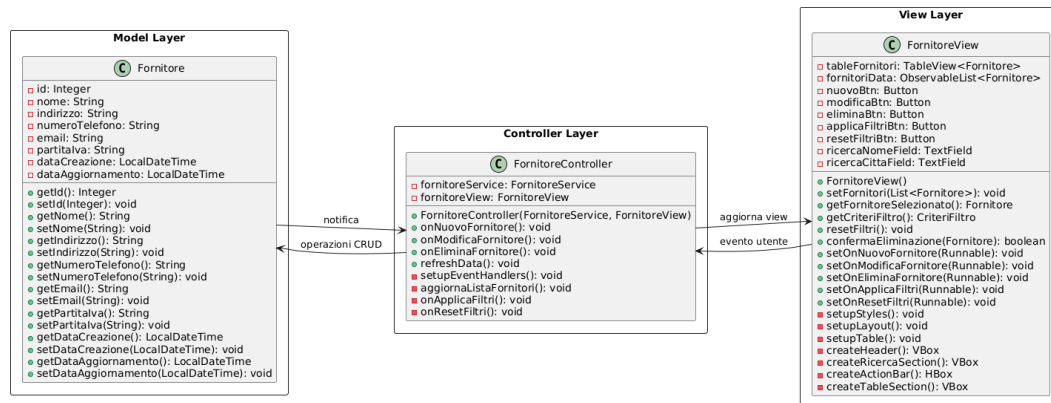 Model Layer
C Fornitore
id: Integer
nome: String
indirizzo: String
numeroTelefono: String
email: String
partitaIva: String
dataCreazione: LocalDateTime
dataAggiornamento: LocalDateTime
getId(): Integer
setId(Integer): void
getNome(): String
setNome(String): void
getIndirizzo(): String
setIndirizzo(String): void
getNumeroTelefono(): String
setNumeroTelefono(String): void
getEmail(): String
setEmail(String): void
getPartitaIva(): String
setPartitaIva(String): void
getDataCreazione(): LocalDateTime
setDataCreazione(LocalDateTime): void
getDataAggiornamento(): LocalDateTime
setDataAggiornamento(LocalDateTime): void
notifica
operazioni CRUD
Controller Layer
C FornitoreController
fornitoreService: FornitoreService
fornitoreView: FornitoreView
FornitoreController(FornitoreService, FornitoreView)
onNuovoFornitore(): void
onModificaFornitore(): void
onEliminaFornitore(): void
refreshData(): void
setupEventHandlers(): void
aggiornaListaFornitori(): void
onApplicaFiltri(): void
onResetFiltri(): void
aggiorna view
evento utente
View Layer
C FornitoreView
tableFornitori: TableView<Fornitore>
fornitoriData: ObservableList<Fornitore>
nuovoBtn: Button
modificaBtn: Button
eliminaBtn: Button
applicaFiltriBtn: Button
resetFiltriBtn: Button
ricercaNomeField: TextField
ricercaCittaField: TextField
FornitoreView()
setFornitori(List<Fornitore>): void
getFornitoreSelezionato(): Fornitore
getCriteriFiltro(): CriteriFiltro
resetFiltri(): void
confermaEliminazione(Fornitore): boolean
setOnNuovoFornitore(Runnable): void
setOnModificaFornitore(Runnable): void
setOnEliminaFornitore(Runnable): void
setOnApplicaFiltri(Runnable): void
setOnResetFiltri(Runnable): void
setupStyles(): void
setupLayout(): void
setupTable(): void
createHeader(): VBox
createRicercaSection(): VBox
createActionBar(): HBox
createTableSection(): VBox